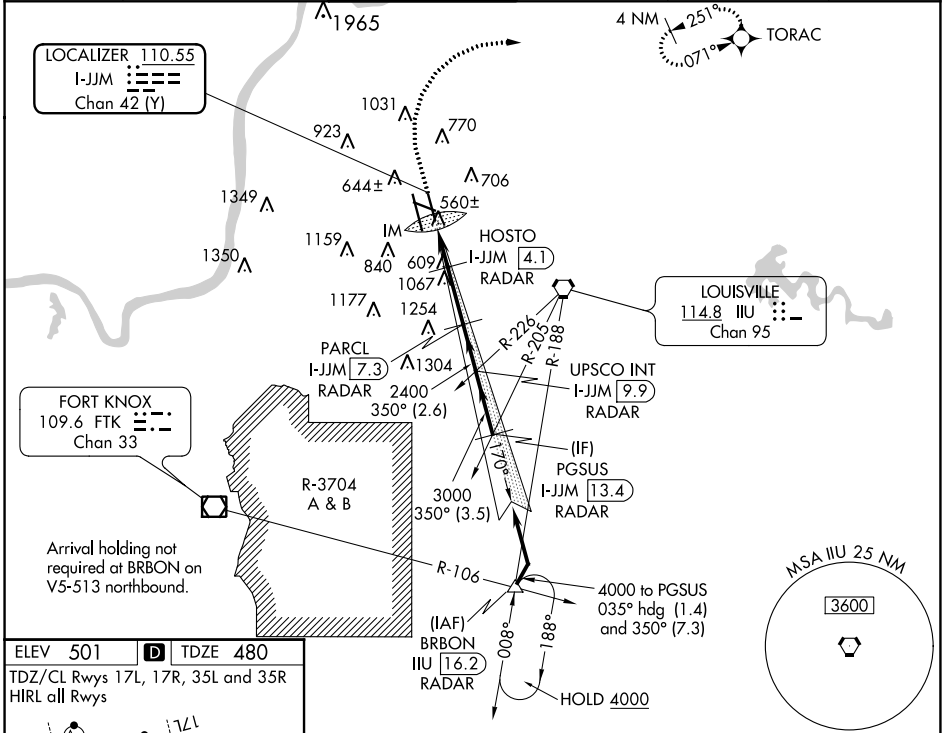 1965
4 NM
251°
071°
TORAC
LOCALIZER 110.55
I-JJM
Chan 42 (Y)
1031
923
770
644±
706
1349
560±
IM
1159
840
609
1350
1067
HOSTO
I-JJM 4.1
RADAR
1177
1254
LOUISVILLE
114.8 IIU
Chan 95
R-226
R-205
R-188
PARCL
I-JJM 7.3
RADAR
1304
2400
350° (2.6)
UPSCO INT
I-JJM 9.9
RADAR
FORT KNOX
109.6 FTK
Chan 33
(IF)
PGSUS
I-JJM 13.4
RADAR
170°
R-3704
A & B
3000
350° (3.5)
Arrival holding not
required at BRBON on
V5-513 northbound.
R-106
4000 to PGSUS
035° hdg (1.4)
and 350° (7.3)
(IAF)
BRBON
IIU 16.2
RADAR
008°
188°
HOLD 4000
MSA IIU 25 NM
3600
ELEV 501
D
TDZE 480
TDZ/CL Rwys 17L, 17R, 35L and 35R
HIRL all Rwys
17L